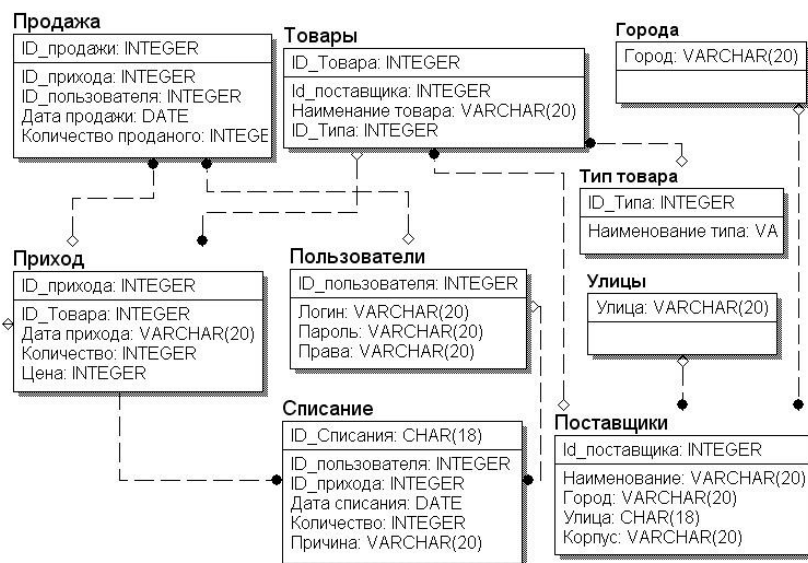 Продажа
ID_продажи: INTEGER
ID_прихода: INTEGER
ID_пользователя: INTEGER
Дата продажи: DATE
Количество проданого: INTEGE
Товары
ID_Товара: INTEGER
Id_поставщика: INTEGER
Наименание товара: VARCHAR(20)
ID_Типа: INTEGER
Города
Город: VARCHAR(20)
Тип товара
ID_Типа: INTEGER
Наименование типа: VA
Приход
ID_прихода: INTEGER
ID_Товара: INTEGER
Дата прихода: VARCHAR(20)
Количество: INTEGER
Цена: INTEGER
Пользователи
ID_пользователя: INTEGER
Логин: VARCHAR(20)
Пароль: VARCHAR(20)
Права: VARCHAR(20)
Улицы
Улица: VARCHAR(20)
Списание
ID_Списания: CHAR(18)
ID_пользователя: INTEGER
ID_прихода: INTEGER
Дата списания: DATE
Количество: INTEGER
Причина: VARCHAR(20)
Поставщики
Id_поставщика: INTEGER
Наименование: VARCHAR(20)
Город: VARCHAR(20)
Улица: CHAR(18)
Корпус: VARCHAR(20)